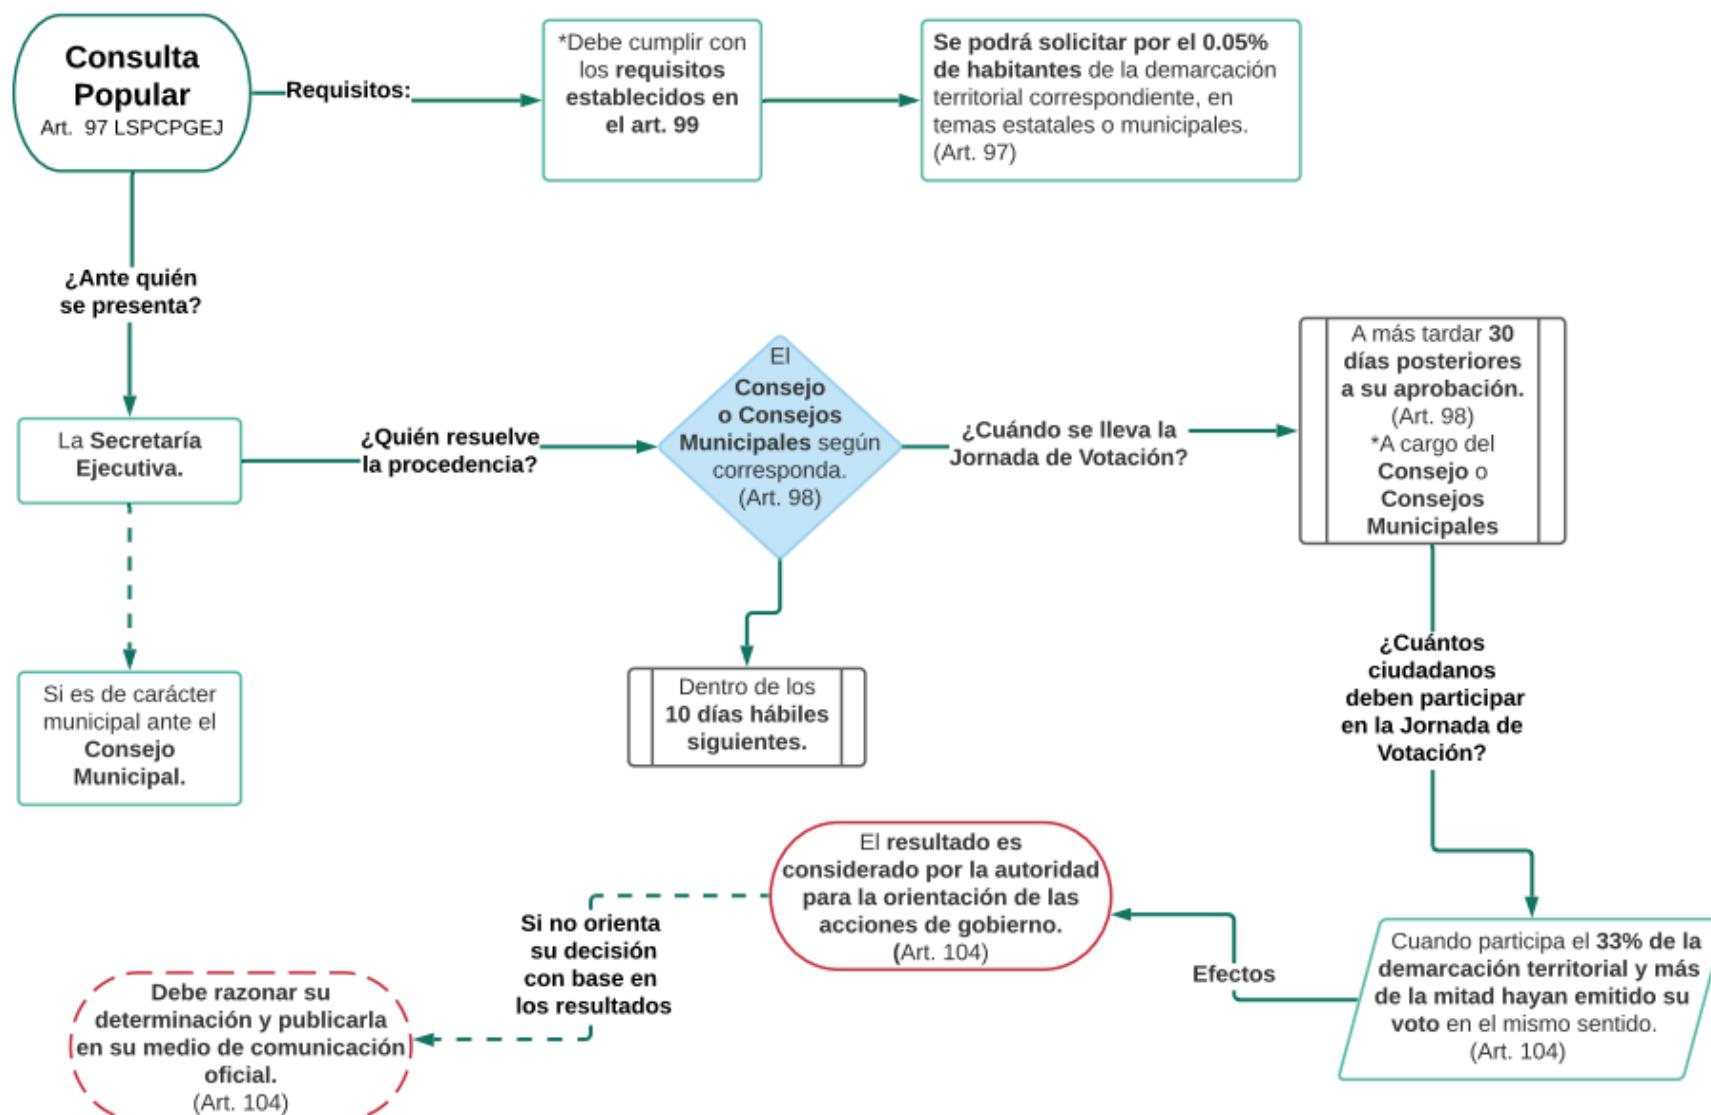 Consulta
Popular
Art. 97 LSPCPGEJ
Requisitos:
*Debe cumplir con
los requisitos
establecidos en
el art. 99
Se podrá solicitar por el 0.05%
de habitantes de la demarcación
territorial correspondiente, en
temas estatales o municipales.
(Art. 97)
¿Ante quién
se presenta?
La Secretaría
Ejecutiva.
Si es de carácter
municipal ante el
Consejo
Municipal.
¿Quién resuelve
la procedencia?
El
Consejo
o Consejos
Municipales según
corresponda.
(Art. 98)
Dentro de los
10 días hábiles
siguientes.
¿Cuándo se lleva la
Jornada de Votación?
A más tardar 30
días posteriores
a su aprobación.
(Art. 98)
*A cargo del
Consejo o
Consejos
Municipales
¿Cuántos
ciudadanos
deben participar
en la Jornada de
Votación?
Cuando participa el 33% de la
demarcación territorial y más
de la mitad hayan emitido su
voto en el mismo sentido.
(Art. 104)
Efectos
El resultado es
considerado por la autoridad
para la orientación de las
acciones de gobierno.
(Art. 104)
Si no orienta
su decisión
con base en
los resultados
Debe razonar su
determinación y publicarla
en su medio de comunicación
oficial.
(Art. 104)